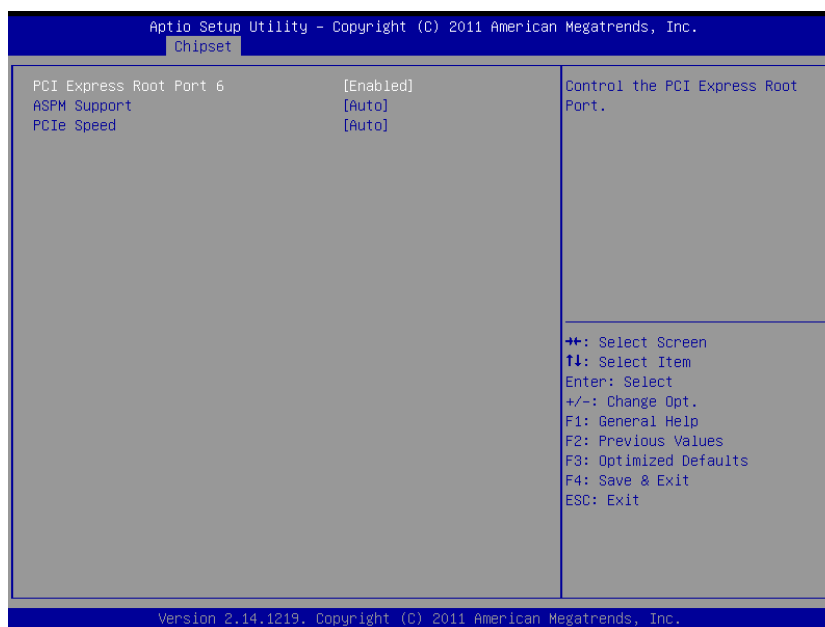 Aptio Setup Utility – Copyright (C) 2011 American Megatrends, Inc.
Chipset
PCI Express Root Port 6 [Enabled]
ASPM Support [Auto]
PCIe Speed [Auto]
Control the PCI Express Root
Port.
→←: Select Screen
↑↓: Select Item
Enter: Select
+/-: Change Opt.
F1: General Help
F2: Previous Values
F3: Optimized Defaults
F4: Save & Exit
ESC: Exit
Version 2.14.1219. Copyright (C) 2011 American Megatrends, Inc.